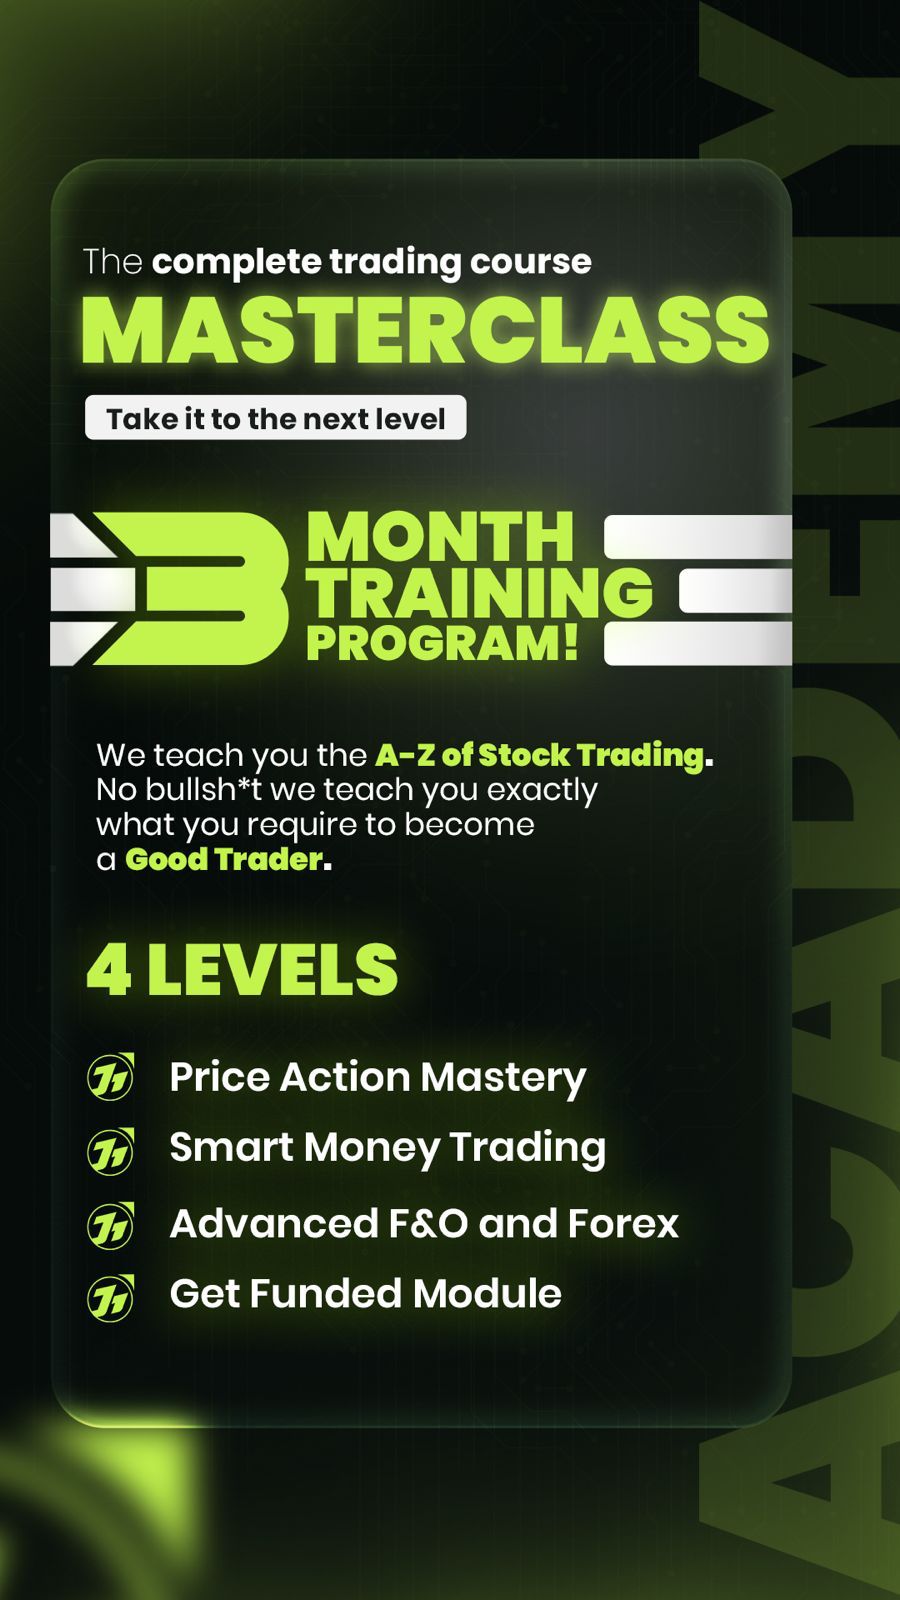 The complete trading course
MASTERCLASS
Take it to the next level
3 MONTH
TRAINING
PROGRAM!
We teach you the A-Z of Stock Trading.
No bullsh*t we teach you exactly
what you require to become
a Good Trader.
4 LEVELS
Price Action Mastery
Smart Money Trading
Advanced F&O and Forex
Get Funded Module
ACADEMY